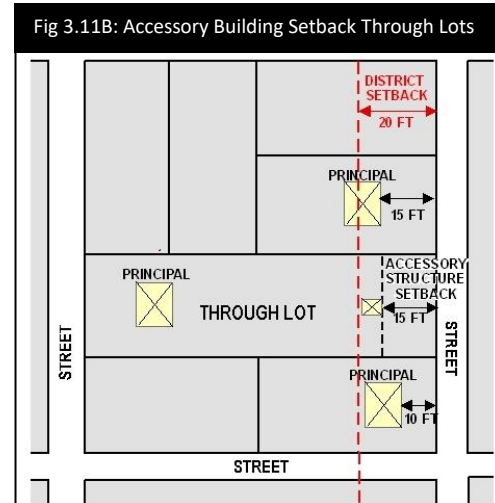 Fig 3.11B: Accessory Building Setback Through Lots
DISTRICT
SETBACK
20 FT
PRINCIPAL
15 FT
PRINCIPAL
THROUGH LOT
ACCESSORY
STRUCTURE
SETBACK
15 FT
STREET
STREET
PRINCIPAL
10 FT
STREET